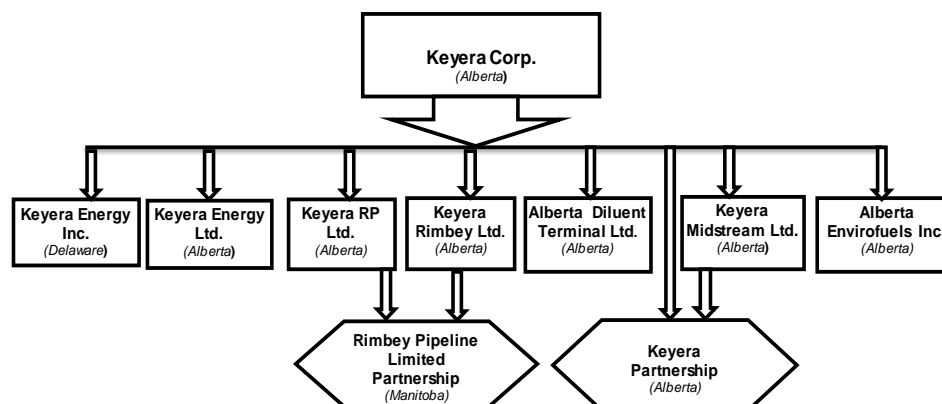 Keyera Corp.
(Alberta)
Keyera Energy
Inc.
(Delaware)
Keyera Energy
Ltd.
(Alberta)
Keyera RP
Ltd.
(Alberta)
Keyera
Rimbey Ltd.
(Alberta)
Alberta Diluent
Terminal Ltd.
(Alberta)
Keyera
Midstream Ltd.
(Alberta)
Alberta
Envirofuels Inc.
(Alberta)
Rimbey Pipeline
Limited
Partnership
(Manitoba)
Keyera
Partnership
(Alberta)